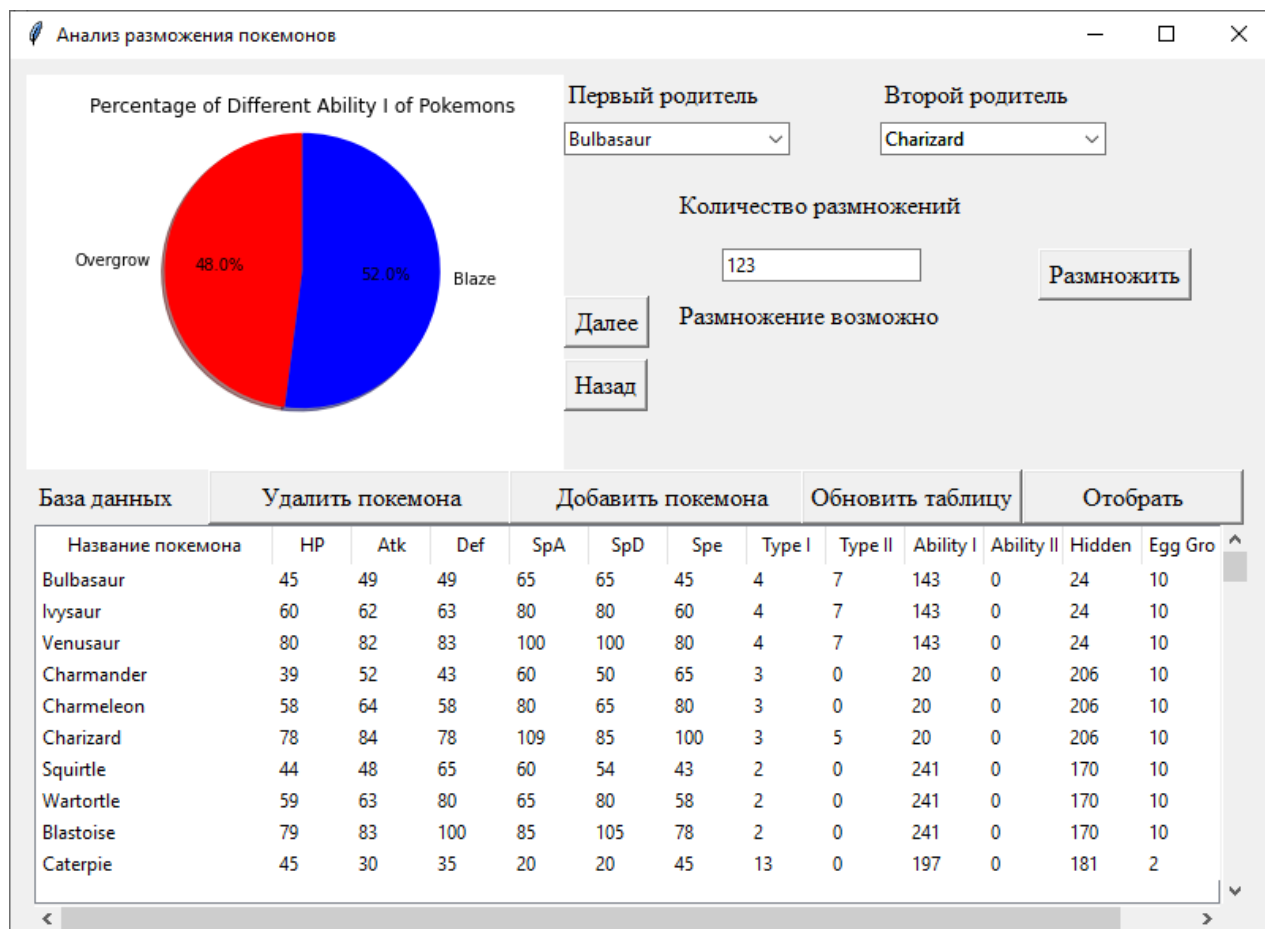 Анализ разможения покемонов
Percentage of Different Ability I of Pokemons
Overgrow
48.0%
52.0%
Blaze
Первый родитель
Второй родитель
Bulbasaur
Charizard
Количество размножений
123
Размножить
Далее
Размножение возможно
Назад
База данных Удалить покемона Добавить покемона Обновить таблицу Отобрать
Название покемона HP Atk Def SpA SpD Spe Type I Type II Ability I Ability II Hidden Egg Gro
Bulbasaur 45 49 49 65 65 45 4 7 143 0 24 10
Ivysaur 60 62 63 80 80 60 4 7 143 0 24 10
Venusaur 80 82 83 100 100 80 4 7 143 0 24 10
Charmander 39 52 43 60 50 65 3 0 20 0 206 10
Charmeleon 58 64 58 80 65 80 3 0 20 0 206 10
Charizard 78 84 78 109 85 100 3 5 20 0 206 10
Squirtle 44 48 65 60 54 43 2 0 241 0 170 10
Wartortle 59 63 80 65 80 58 2 0 241 0 170 10
Blastoise 79 83 100 85 105 78 2 0 241 0 170 10
Caterpie 45 30 35 20 20 45 13 0 197 0 181 2